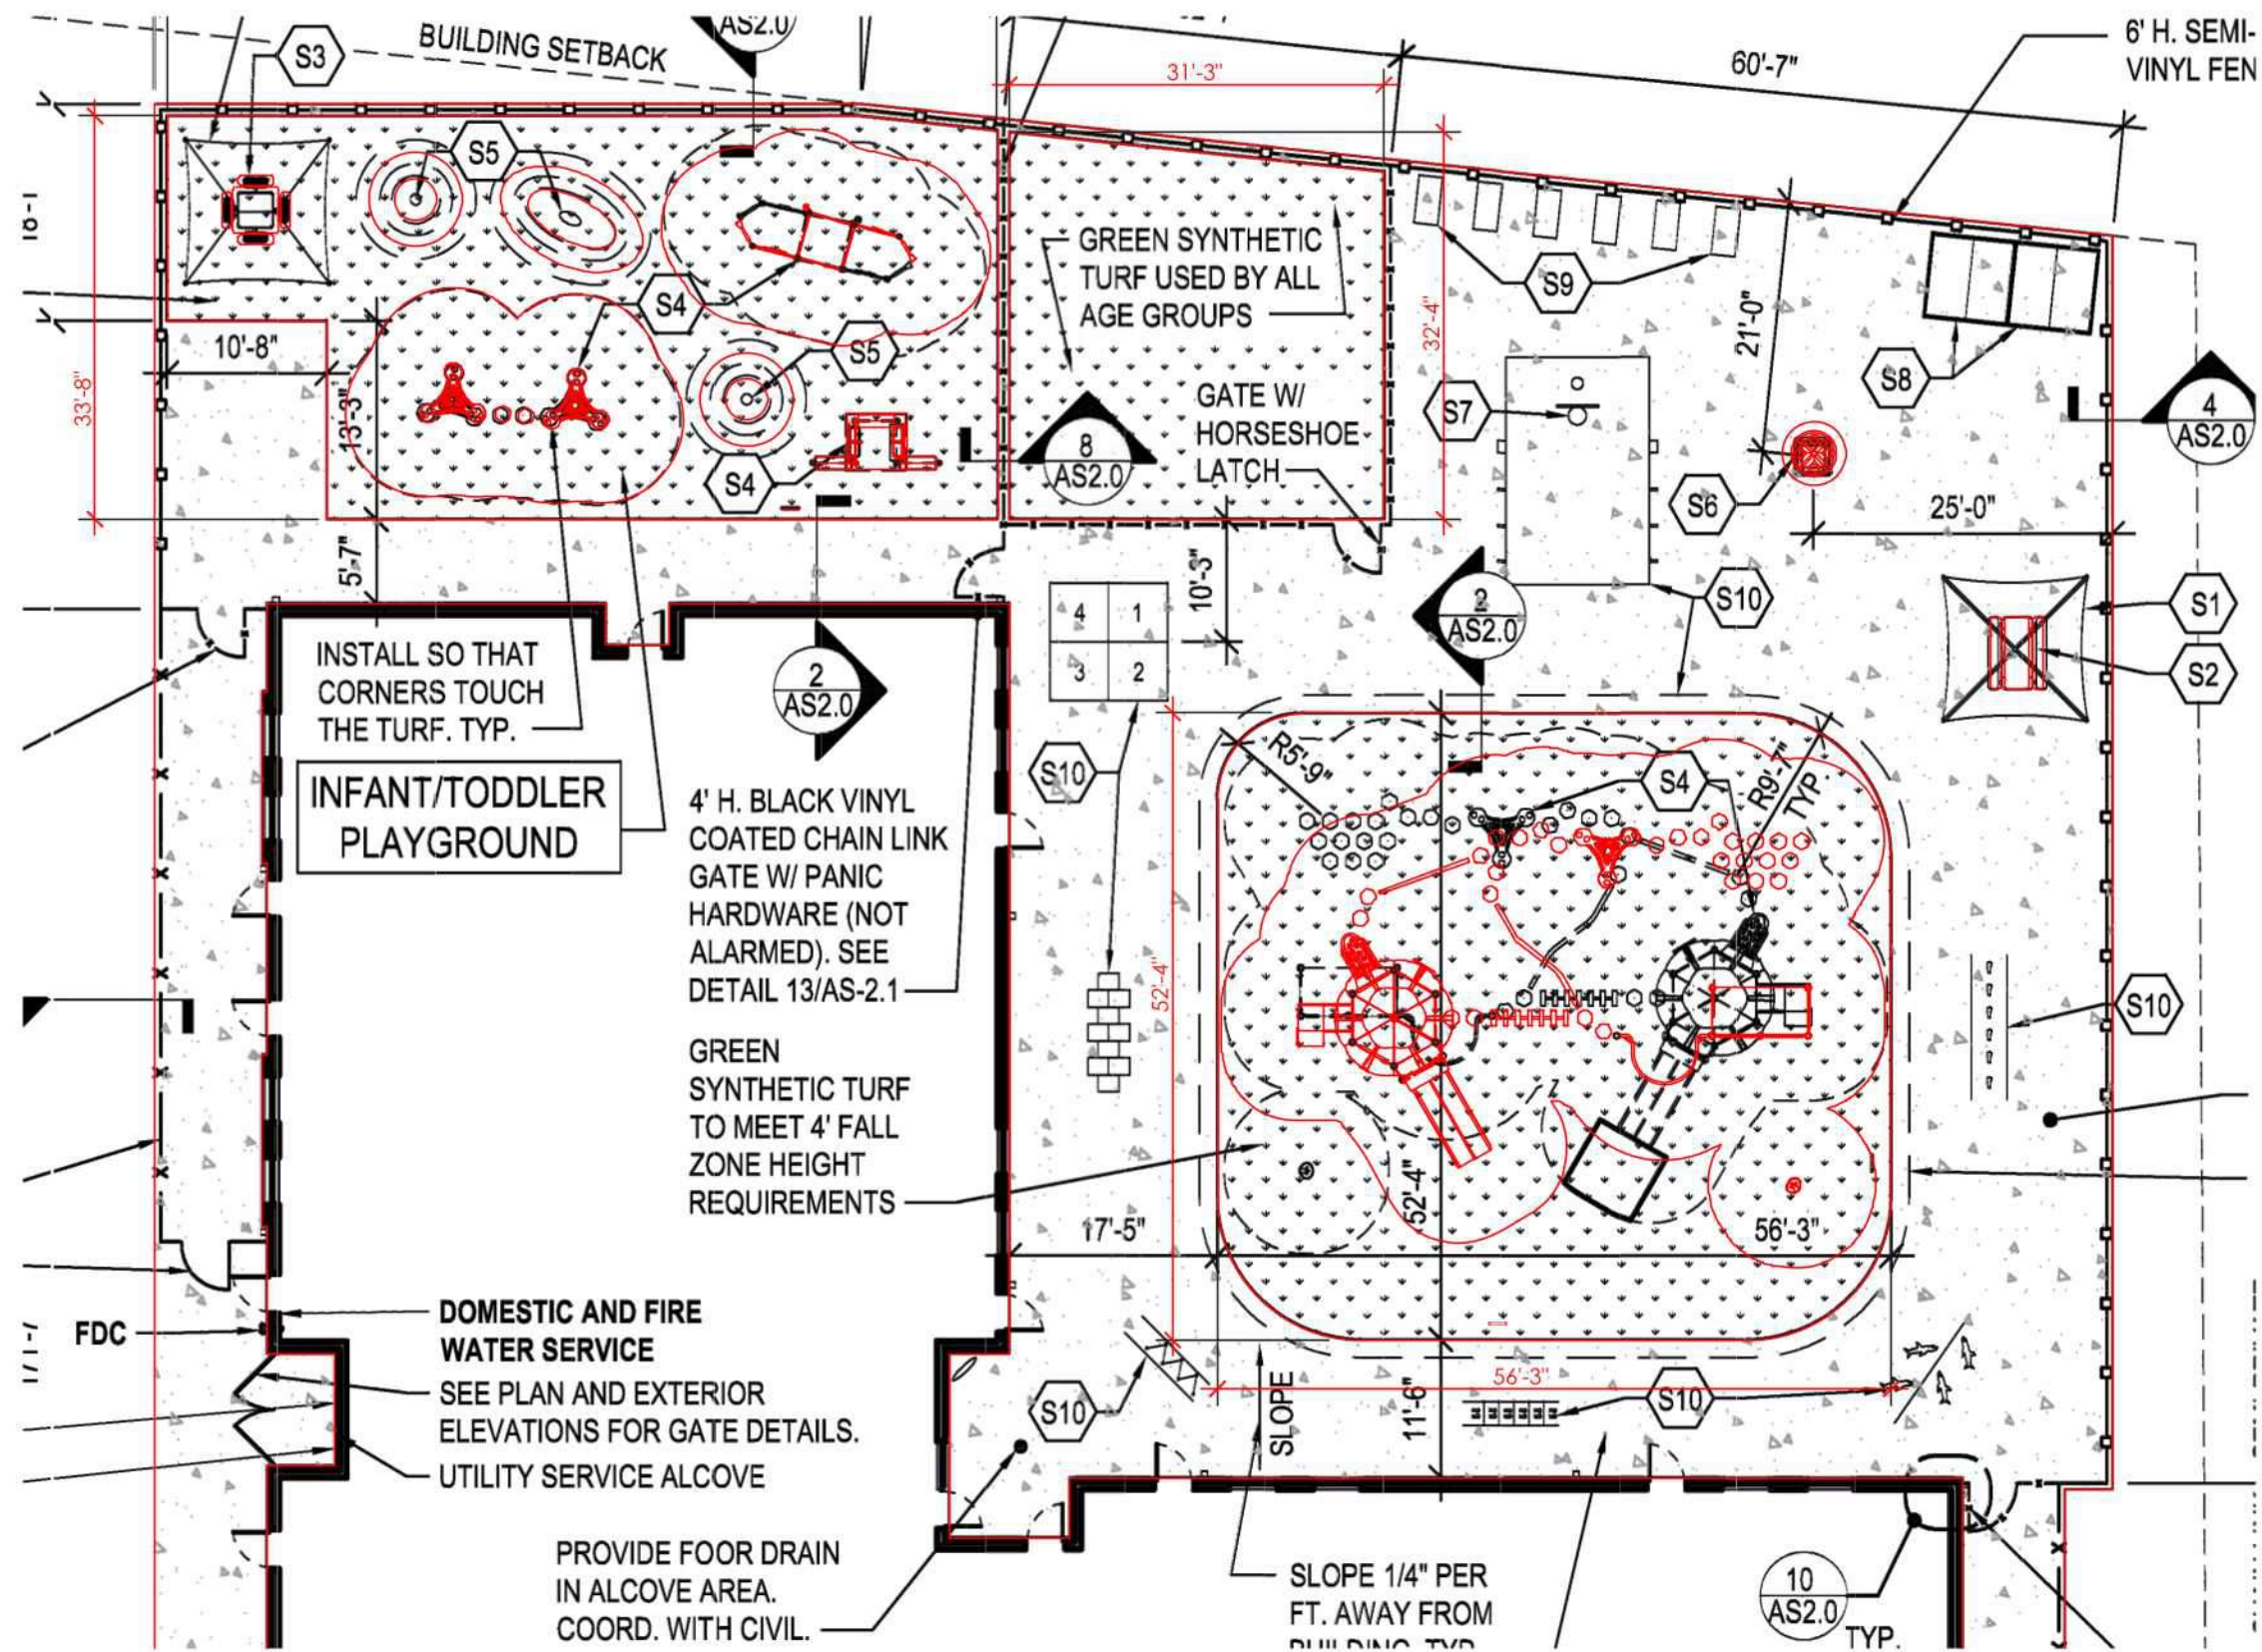 AS2.0
BUILDING SETBACK
S3
31'-3"
60'-7"
6' H. SEMI-
VINYL FEN
S5
GREEN SYNTHETIC
TURF USED BY ALL
AGE GROUPS
S9
S4
32'-4"
21'-0"
10'-8"
33'-8"
13'-3"
S5
S4
8
AS2.0
GATE W/
HORSESHOE
LATCH
S7
S8
4
AS2.0
S6
25'-0"
5'-7"
10'-3"
4
1
3
2
2
AS2.0
S10
S1
S2
INSTALL SO THAT
CORNERS TOUCH
THE TURF. TYP.
2
AS2.0
INFANT/TODDLER
PLAYGROUND
4' H. BLACK VINYL
COATED CHAIN LINK
GATE W/ PANIC
HARDWARE (NOT
ALARMED). SEE
DETAIL 13/AS-2.1
S10
R5'-9"
S4
R9'-7"
TYP.
52'-4"
S10
GREEN
SYNTHETIC TURF
TO MEET 4' FALL
ZONE HEIGHT
REQUIREMENTS
52'-4"
17'-5"
56'-3"
FDC
DOMESTIC AND FIRE
WATER SERVICE
SEE PLAN AND EXTERIOR
ELEVATIONS FOR GATE DETAILS.
UTILITY SERVICE ALCOVE
56'-3"
S10
SLOPE
11'-6"
S10
PROVIDE FOOR DRAIN
IN ALCOVE AREA.
COORD. WITH CIVIL.
SLOPE 1/4" PER
FT. AWAY FROM
BUILDING. TYP.
10
AS2.0
TYP.